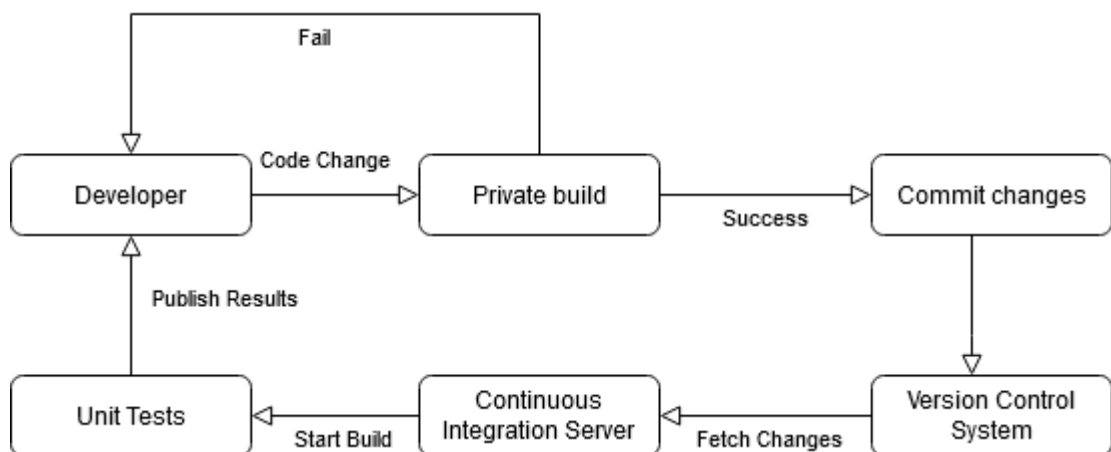 Fail
Code Change
Developer
Private build
Commit changes
Success
Publish Results
Unit Tests
Continuous
Integration Server
Version Control
System
Start Build
Fetch Changes